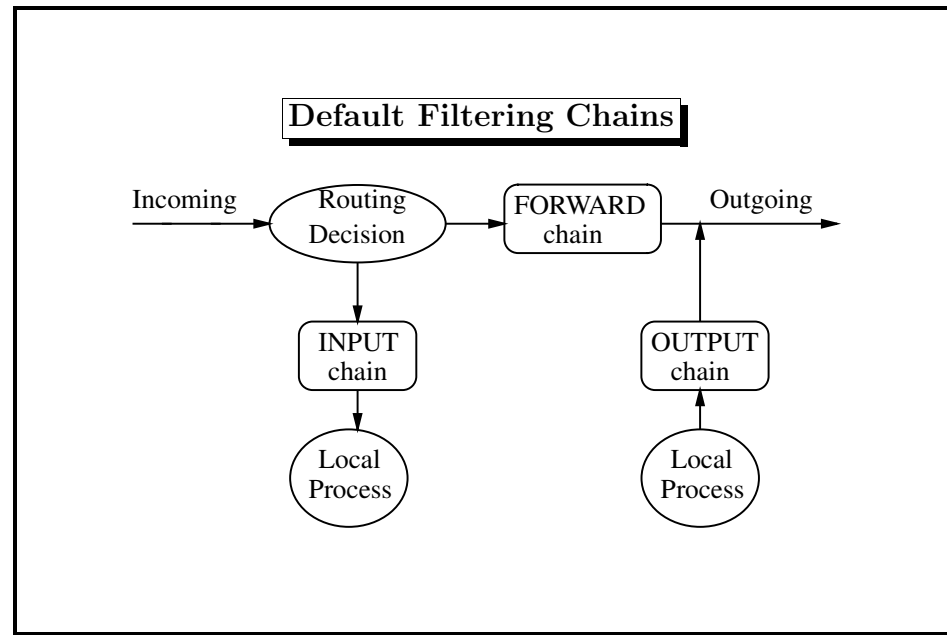 Default Filtering Chains
Incoming
Routing
Decision
FORWARD
chain
Outgoing
INPUT
chain
OUTPUT
chain
Local
Process
Local
Process